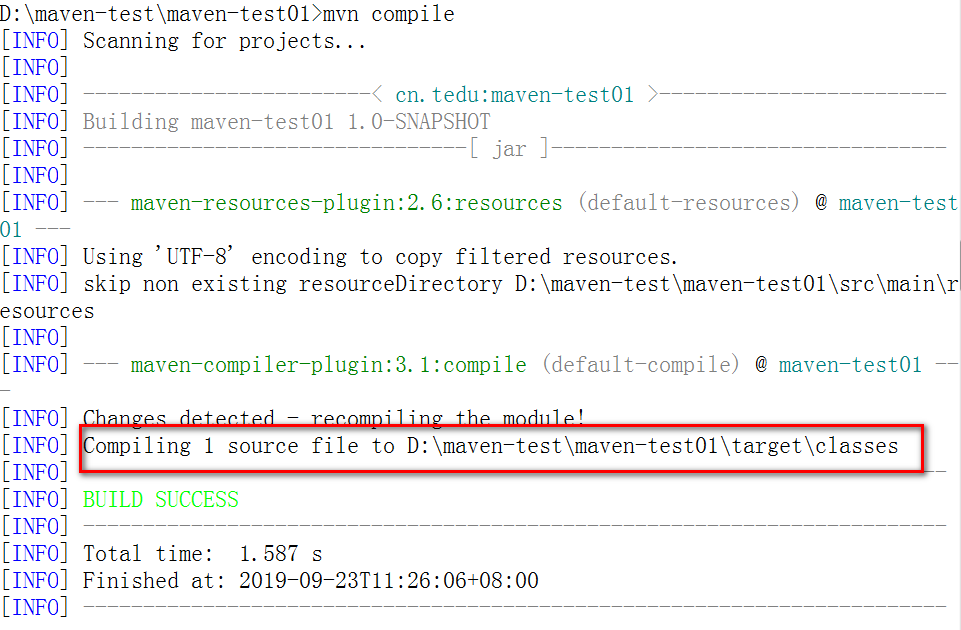 D:\maven-test\maven-test01>mvn compile
[INFO] Scanning for projects...
[INFO]
[INFO] ------------------------< cn.tedu:maven-test01 >------------------------
[INFO] Building maven-test01 1.0-SNAPSHOT
[INFO] --------------------------------[ jar ]---------------------------------
[INFO]
[INFO] --- maven-resources-plugin:2.6:resources (default-resources) @ maven-test
01 ---
[INFO] Using 'UTF-8' encoding to copy filtered resources.
[INFO] skip non existing resourceDirectory D:\maven-test\maven-test01\src\main\r
esources
[INFO]
[INFO] --- maven-compiler-plugin:3.1:compile (default-compile) @ maven-test01 --
-
[INFO] Changes detected - recompiling the module!
[INFO] Compiling 1 source file to D:\maven-test\maven-test01\target\classes
[INFO] ------------------------------------------------------------------------
[INFO] BUILD SUCCESS
[INFO] ------------------------------------------------------------------------
[INFO] Total time:  1.587 s
[INFO] Finished at: 2019-09-23T11:26:06+08:00
[INFO] ------------------------------------------------------------------------